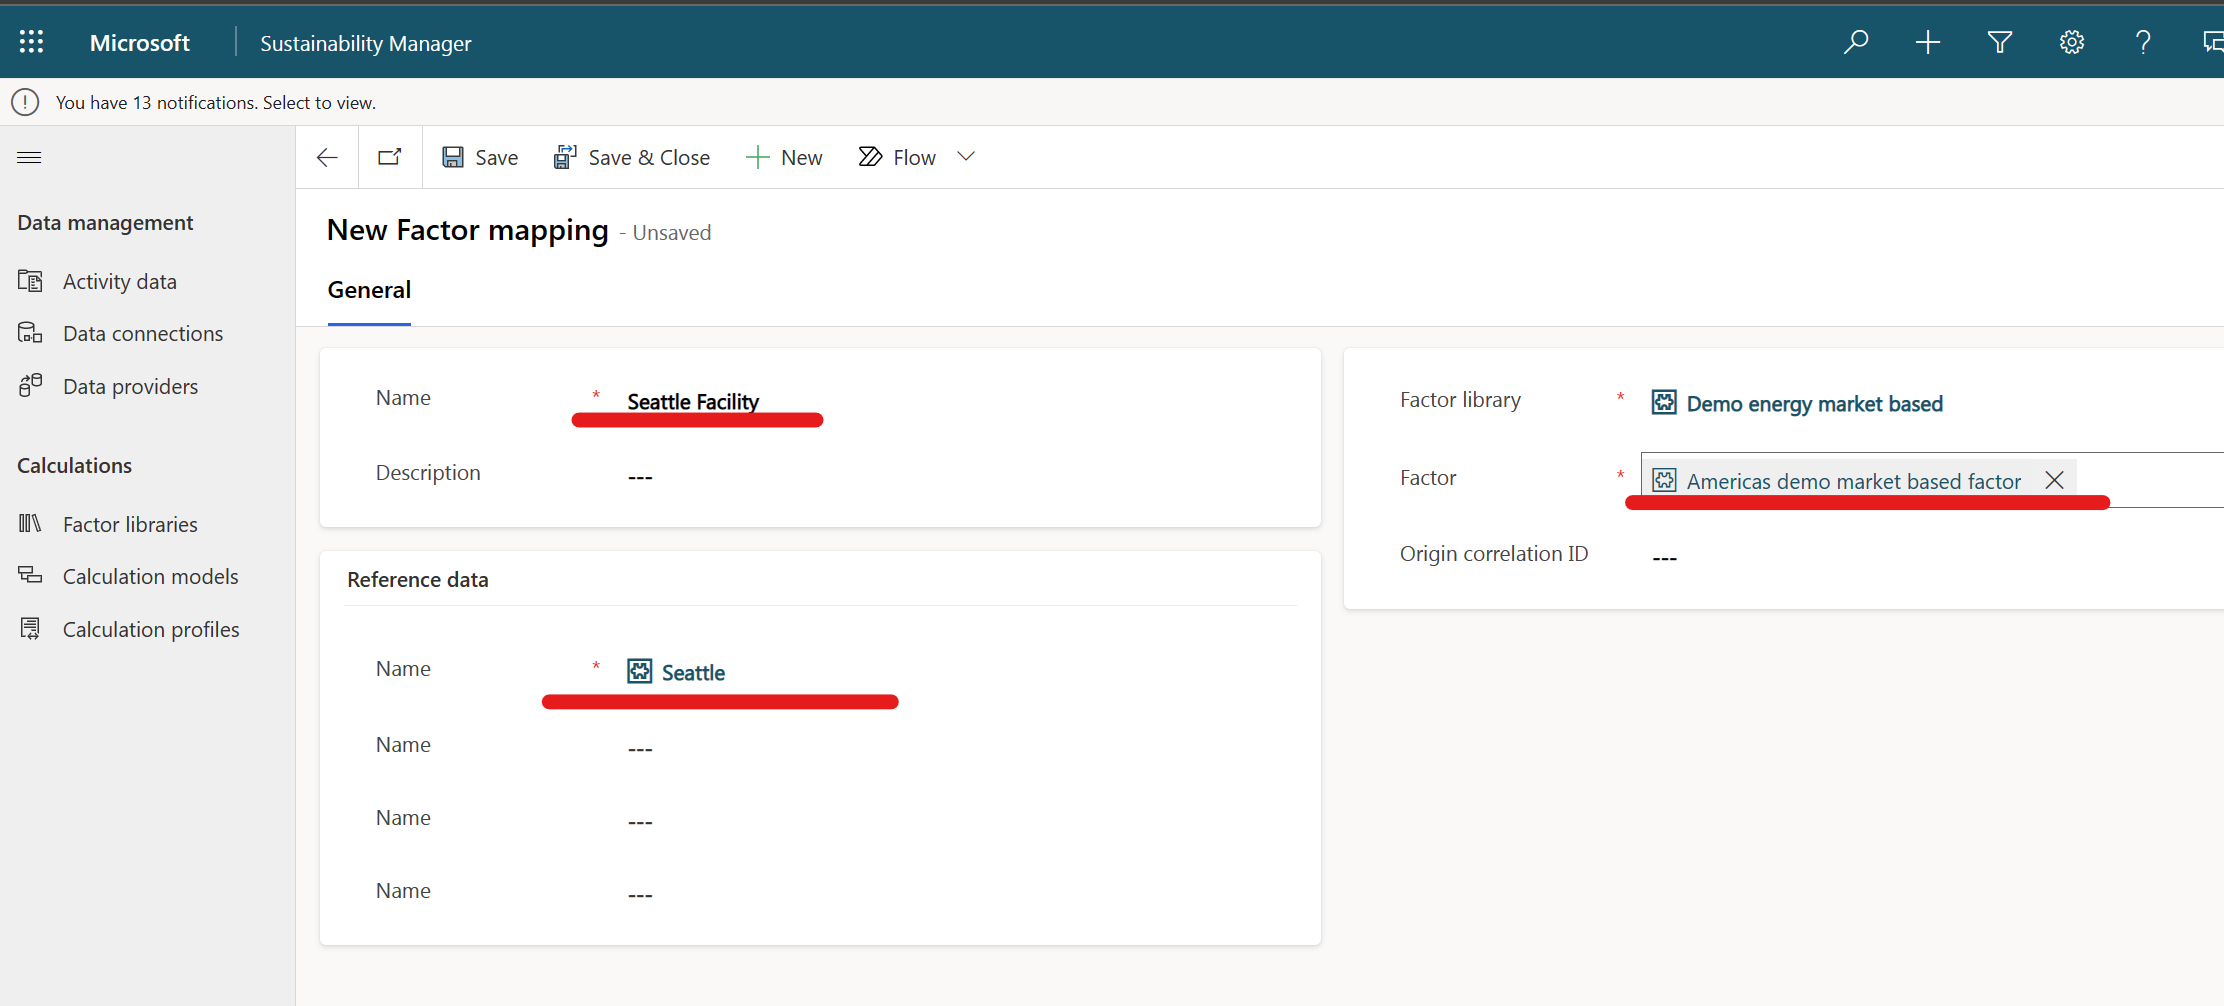 Microsoft
Sustainability Manager
You have 13 notifications. Select to view.
Save
Save & Close
New
Flow
Data management
Activity data
Data connections
Data providers
Calculations
Factor libraries
Calculation models
Calculation profiles
New Factor mapping - Unsaved
General
Name * Seattle Facility
Description ---
Reference data
Name * Seattle
Name ---
Name ---
Name ---
Factor library * Demo energy market based
Factor * Americas demo market based factor
Origin correlation ID ---